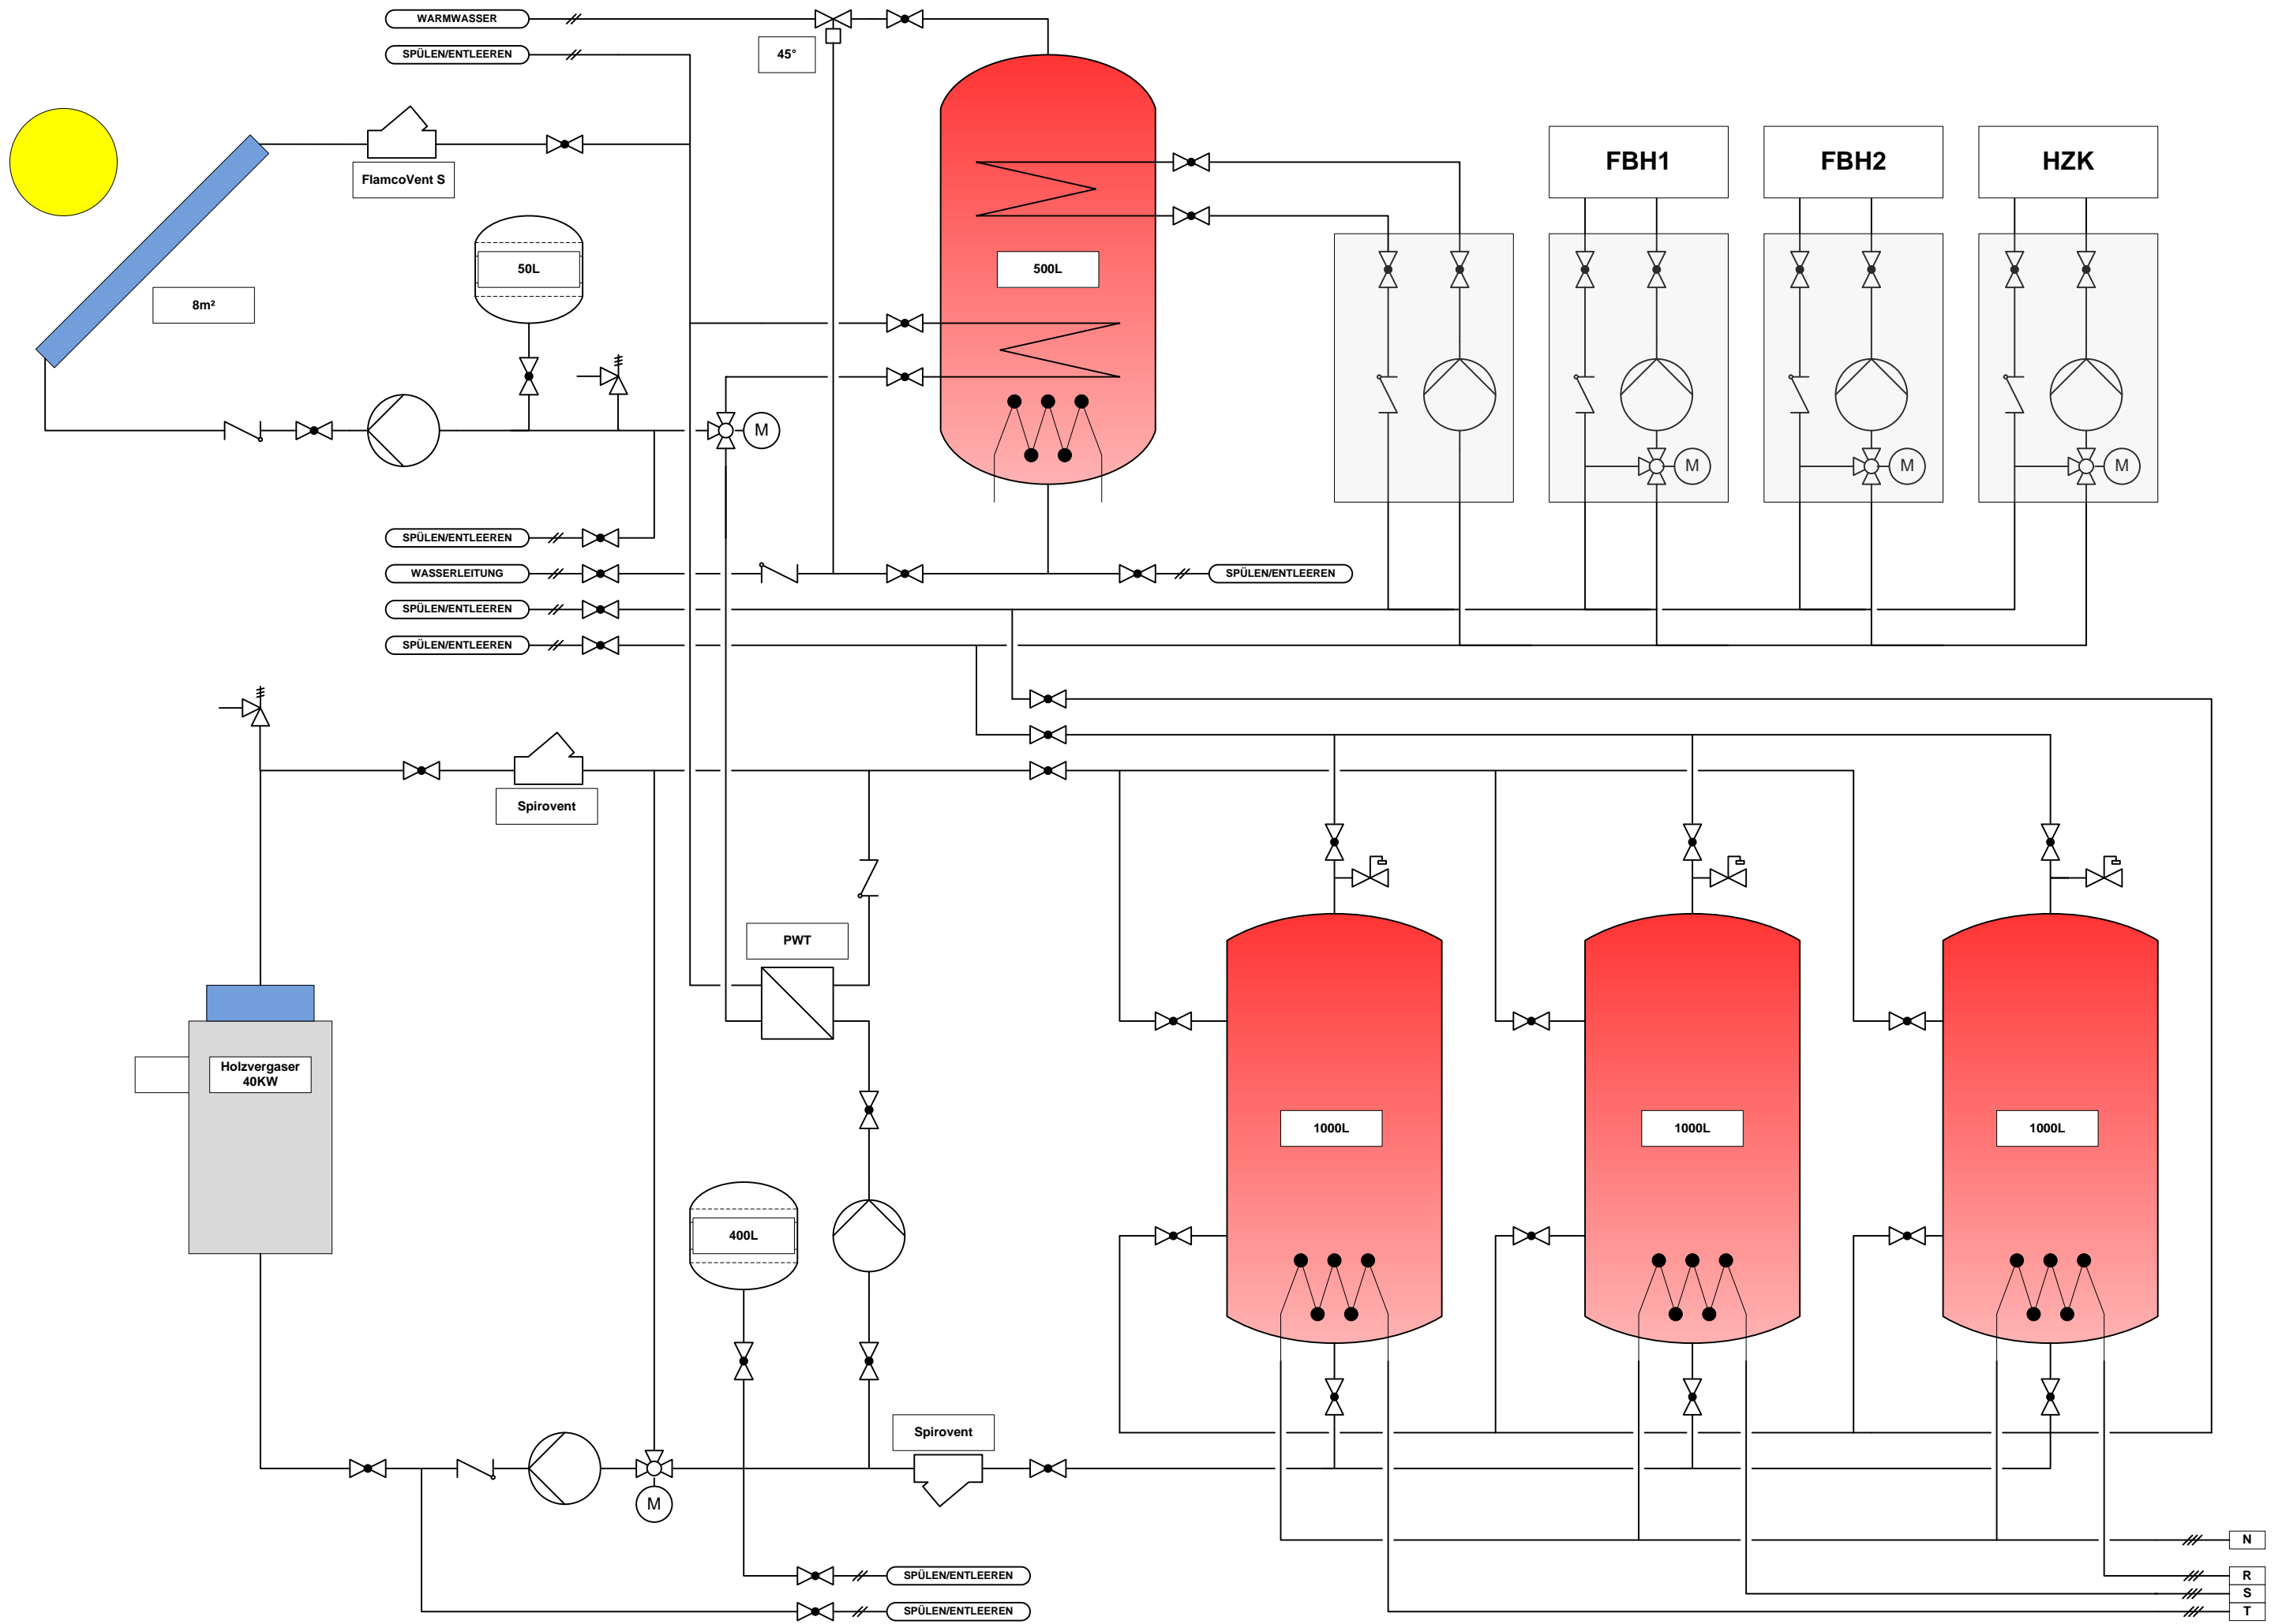 WARMWASSER
SPÜLEN/ENTLEEREN
45°
FlamcoVent S
8m²
50L
500L
FBH1
FBH2
HZK
M
M
M
M
SPÜLEN/ENTLEEREN
WASSERLEITUNG
SPÜLEN/ENTLEEREN
SPÜLEN/ENTLEEREN
SPÜLEN/ENTLEEREN
Spirovent
PWT
Holzvergaser
40KW
1000L
1000L
1000L
400L
Spirovent
M
SPÜLEN/ENTLEEREN
SPÜLEN/ENTLEEREN
N
R
S
T